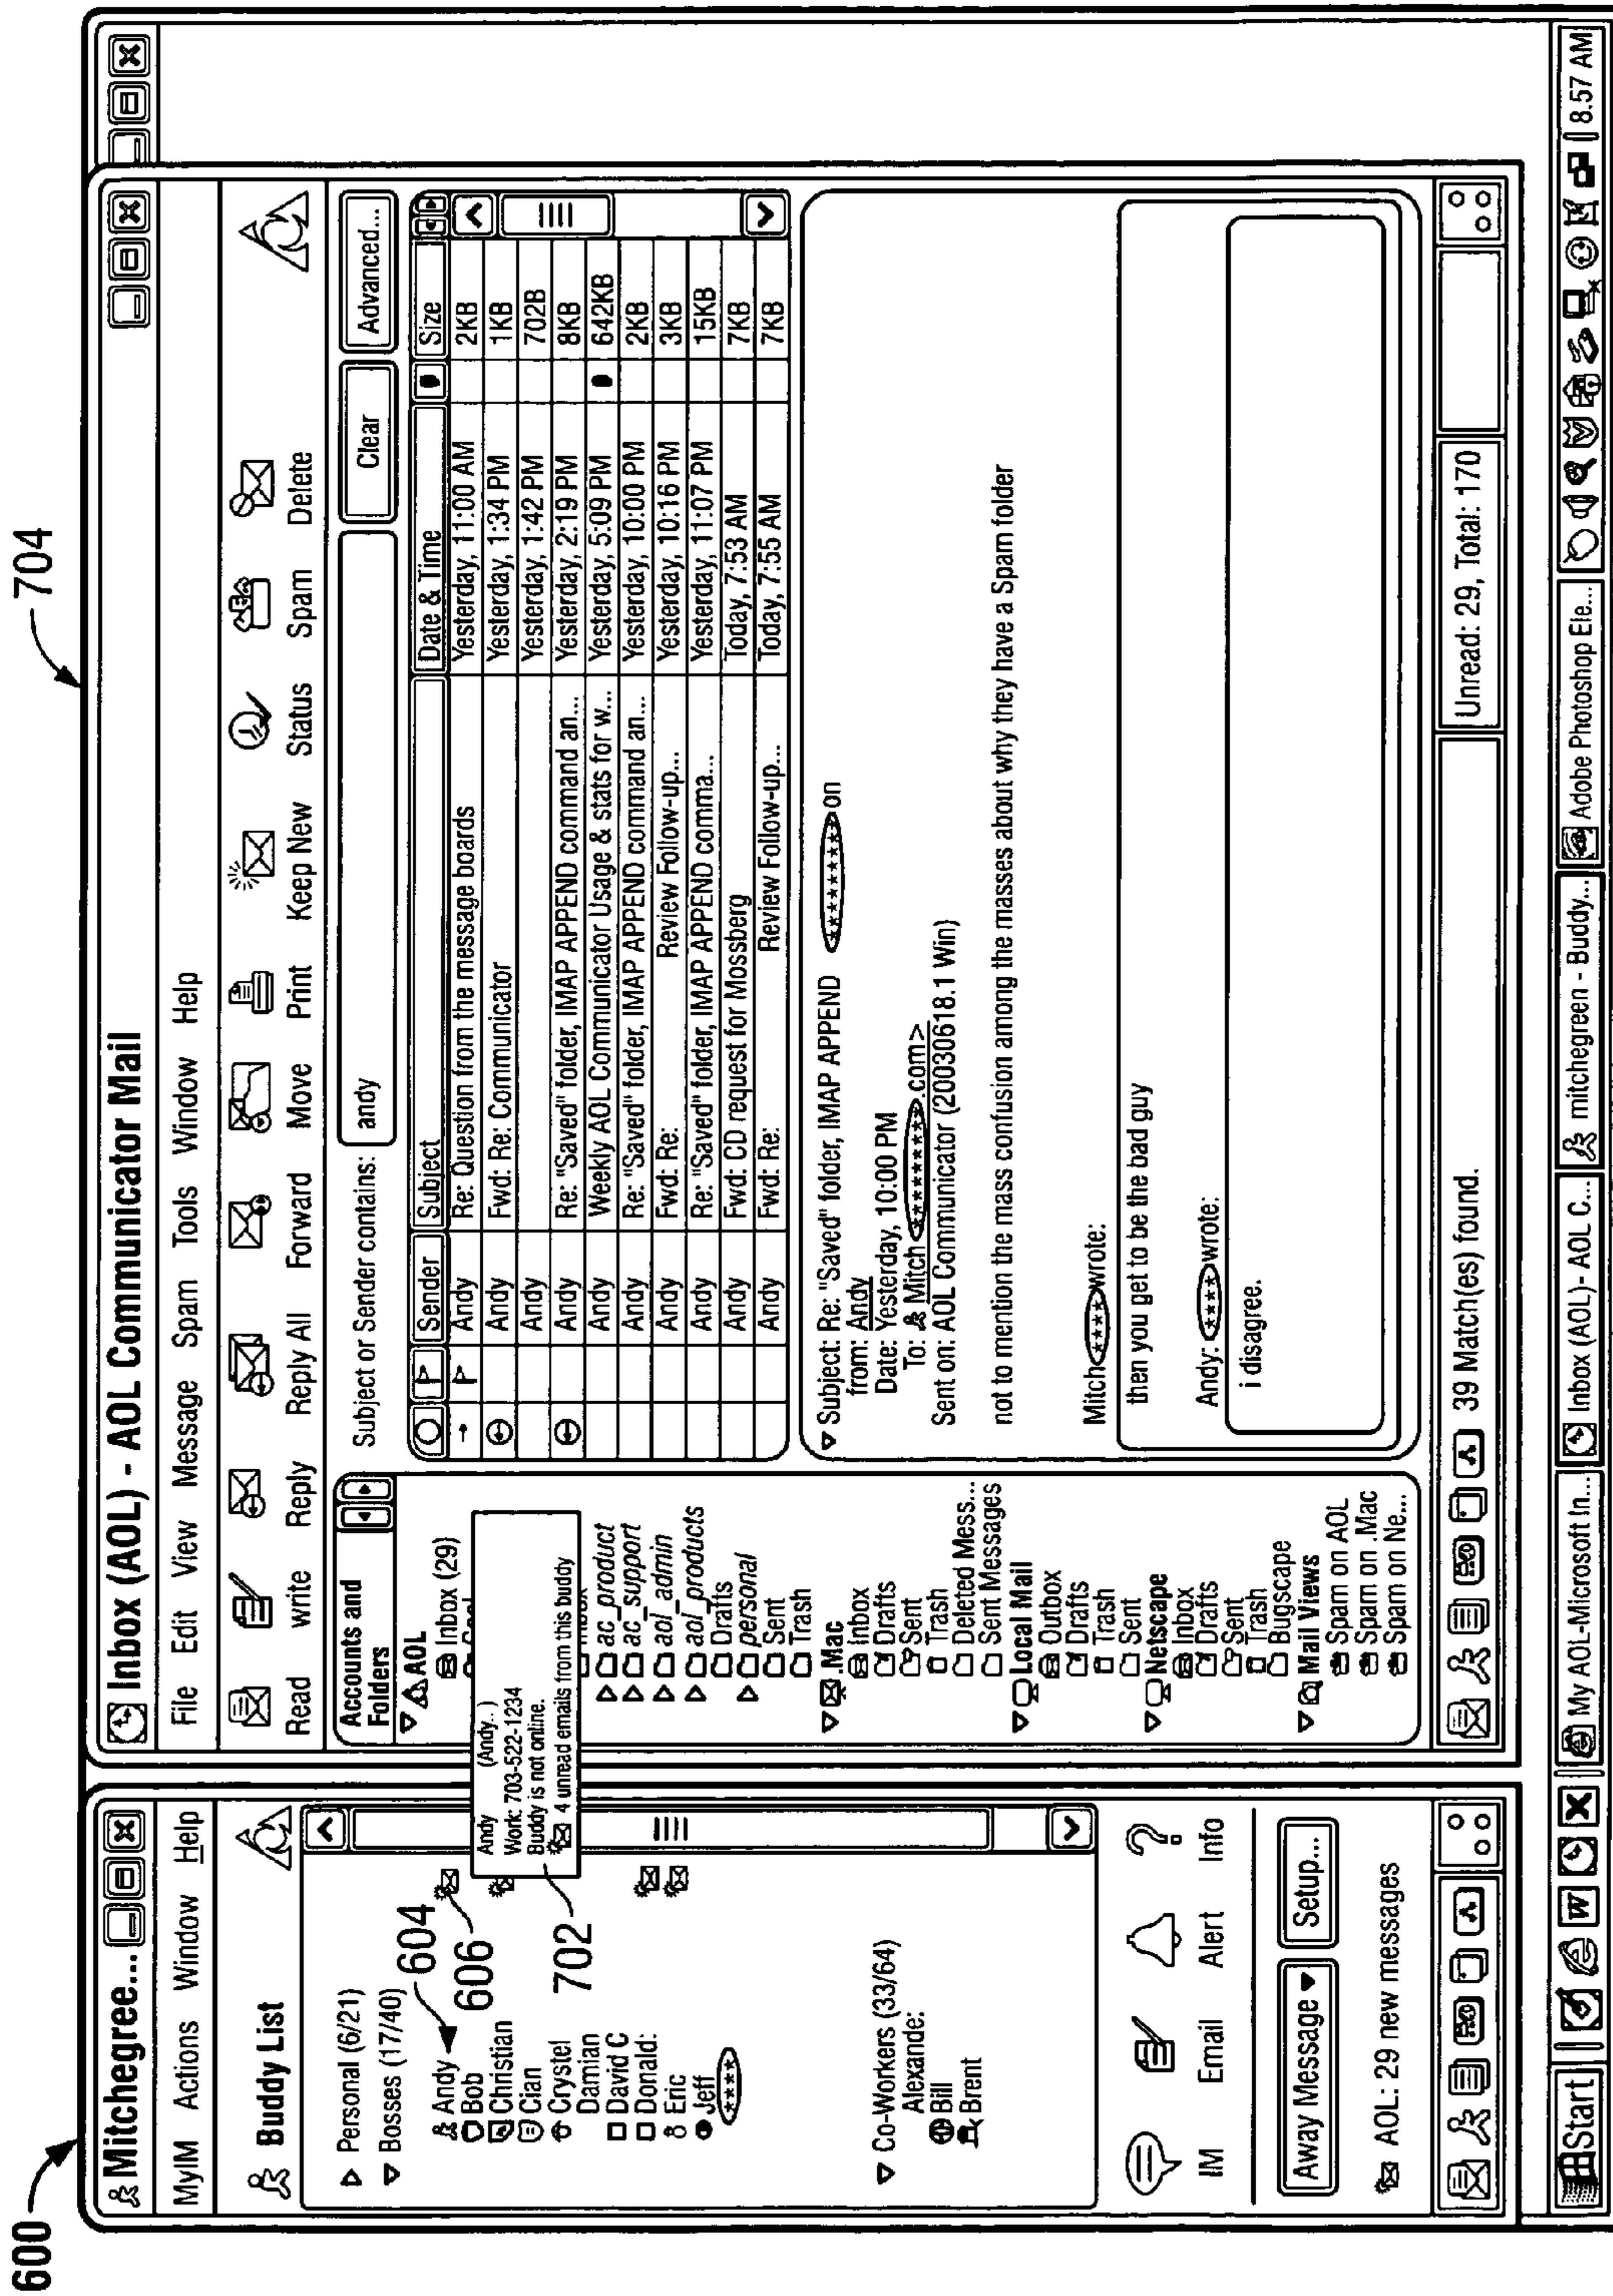 600
704
Mitchegree...
MyIM Actions Window Help
Buddy List
Personal (6/21)
Bosses (17/40)
Andy
Bob
Christian
Cian
Crystel
Damian
David C
Donald:
Eric
Jeff
****
604
606
702
Co-Workers (33/64)
Alexande:
Bill
Brent
IM Email Alert Info
Away Message Setup...
AOL: 29 new messages
Andy (Andy..)
Work: 703-522-1234
Buddy is not online.
4 unread emails from this buddy
Inbox (AOL) - AOL Communicator Mail
File Edit View Message Spam Tools Window Help
Read write Reply Reply All Forward Move Print Keep New Status Spam Delete
Accounts and
Folders
AOL
Inbox (29)
ac_product
ac_support
aol_admin
aol_products
Drafts
personal
Sent
Trash
.Mac
Inbox
Drafts
Sent
Trash
Deleted Mess...
Sent Messages
Local Mail
Outbox
Drafts
Trash
Sent
Netscape
Inbox
Drafts
Sent
Trash
Bugscape
Mail Views
Spam on AOL
Spam on .Mac
Spam on Ne...
Subject or Sender contains: andy Clear Advanced...
Sender Subject Date & Time Size
Andy Re: Question from the message boards Yesterday, 11:00 AM 2KB
Andy Fwd: Re: Communicator Yesterday, 1:34 PM 1KB
Andy Yesterday, 1:42 PM 702B
Andy Re: "Saved" folder, IMAP APPEND command an... Yesterday, 2:19 PM 8KB
Andy Weekly AOL Communicator Usage & stats for w... Yesterday, 5:09 PM 642KB
Andy Re: "Saved" folder, IMAP APPEND command an... Yesterday, 10:00 PM 2KB
Andy Fwd: Re: Review Follow-up... Yesterday, 10:16 PM 3KB
Andy Re: "Saved" folder, IMAP APPEND comma... Yesterday, 11:07 PM 15KB
Andy Fwd: CD request for Mossberg Today, 7:53 AM 7KB
Andy Fwd: Re: Review Follow-up... Today, 7:55 AM 7KB
Subject: Re: "Saved" folder, IMAP APPEND ********* on
from: Andy
Date: Yesterday, 10:00 PM
To: Mitch *********.com>
Sent on: AOL Communicator (20030618.1 Win)
not to mention the mass confusion among the masses about why they have a Spam folder
Mitch **** wrote:
then you get to be the bad guy
Andy: **** wrote:
i disagree.
39 Match(es) found. Unread: 29, Total: 170
Start My AOL-Microsoft In... Inbox (AOL)- AOL C... mitchegreen - Buddy... Adobe Photoshop Ele... 8.57 AM